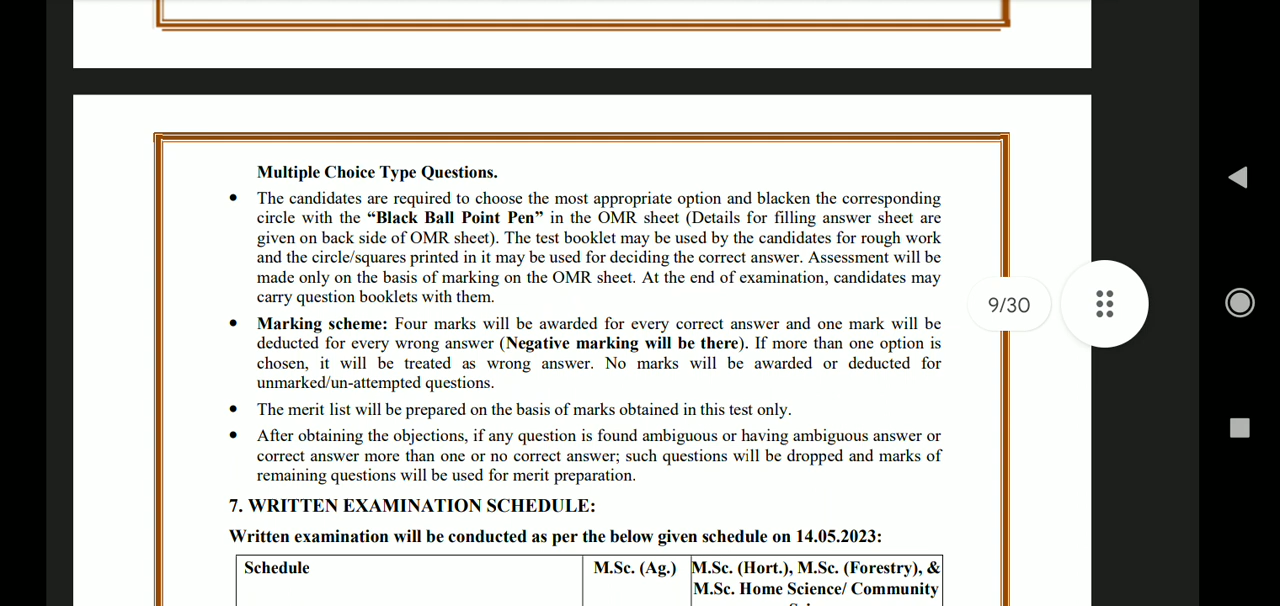 Multiple Choice Type Questions.
• The candidates are required to choose the most appropriate option and blacken the corresponding
circle with the “Black Ball Point Pen” in the OMR sheet (Details for filling answer sheet are
given on back side of OMR sheet). The test booklet may be used by the candidates for rough work
and the circle/squares printed in it may be used for deciding the correct answer. Assessment will be
made only on the basis of marking on the OMR sheet. At the end of examination, candidates may
carry question booklets with them.
9/30
• Marking scheme: Four marks will be awarded for every correct answer and one mark will be
deducted for every wrong answer (Negative marking will be there). If more than one option is
chosen, it will be treated as wrong answer. No marks will be awarded or deducted for
unmarked/un-attempted questions.
• The merit list will be prepared on the basis of marks obtained in this test only.
• After obtaining the objections, if any question is found ambiguous or having ambiguous answer or
correct answer more than one or no correct answer; such questions will be dropped and marks of
remaining questions will be used for merit preparation.
7. WRITTEN EXAMINATION SCHEDULE:
Written examination will be conducted as per the below given schedule on 14.05.2023:
Schedule
M.Sc. (Ag.)
M.Sc. (Hort.), M.Sc. (Forestry), &
M.Sc. Home Science/ Community